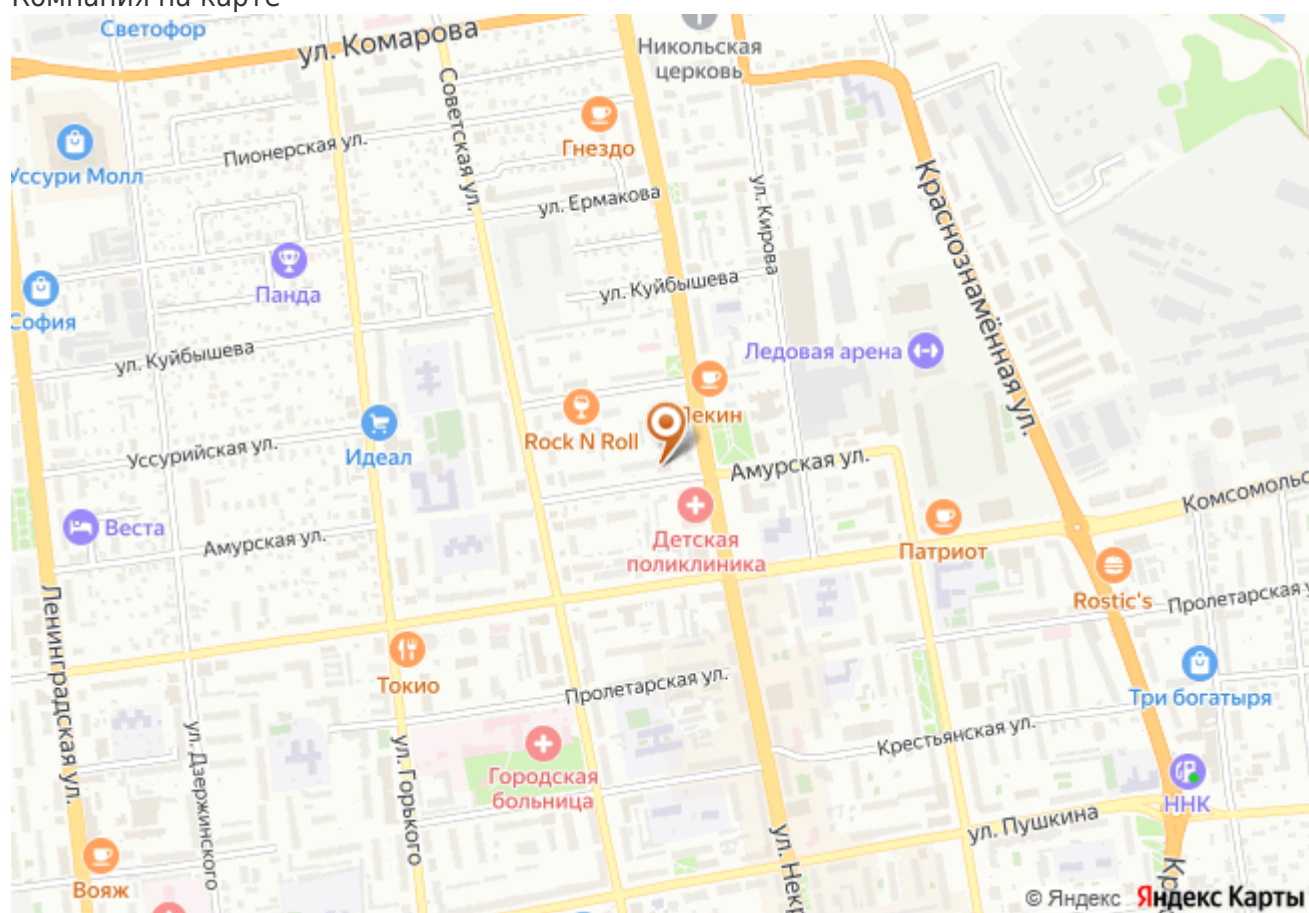 Компания на карте
Светофор
ул. Комарова
Никольская
церковь
Советская ул.
Гнездо
Пионерская ул.
Уссури Молл
Краснознамённая ул.
ул. Ермакова
ул. Кирова
Панда
ул. Куйбышева
София
ул. Куйбышева
Ледовая арена
Пекин
Rock N Roll
Уссурийская ул.
Идеал
Амурская ул.
Комсомольс
Веста
Амурская ул.
Детская
поликлиника
Патриот
Rostic's
Пролетарская у
Ленинградская ул.
Токио
Пролетарская ул.
Три богатыря
ул. Дзержинского
ул. Горького
Крестьянская ул.
Городская
больница
ННК
ул. Пушкина
ул. Некр
Кр
Вояж
© Яндекс Яндекс Карты